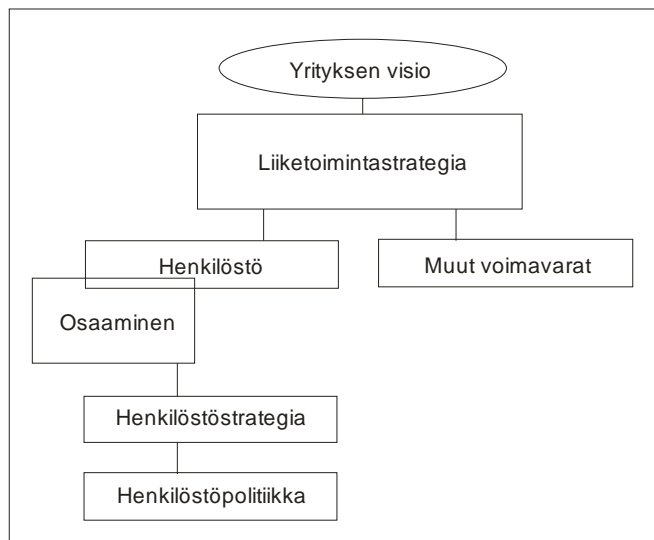 Yrityksen visio
Liiketoimintastrategia
Henkilöstö
Muut voimavarat
Osaaminen
Henkilöstöstrategia
Henkilöstöpolitiikka